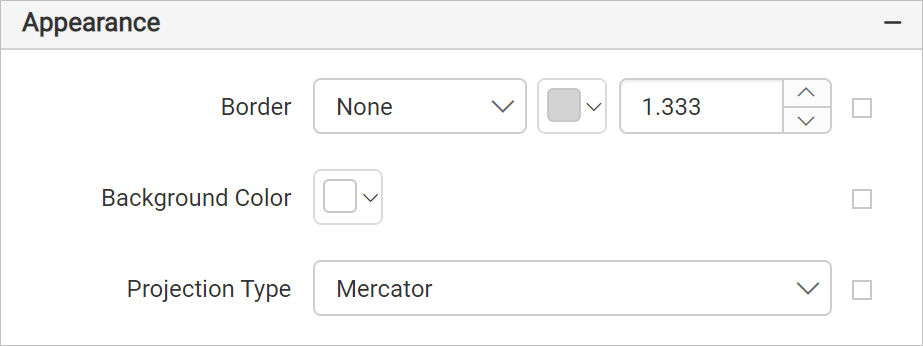 Appearance
Border None 1.333
Background Color
Projection Type Mercator